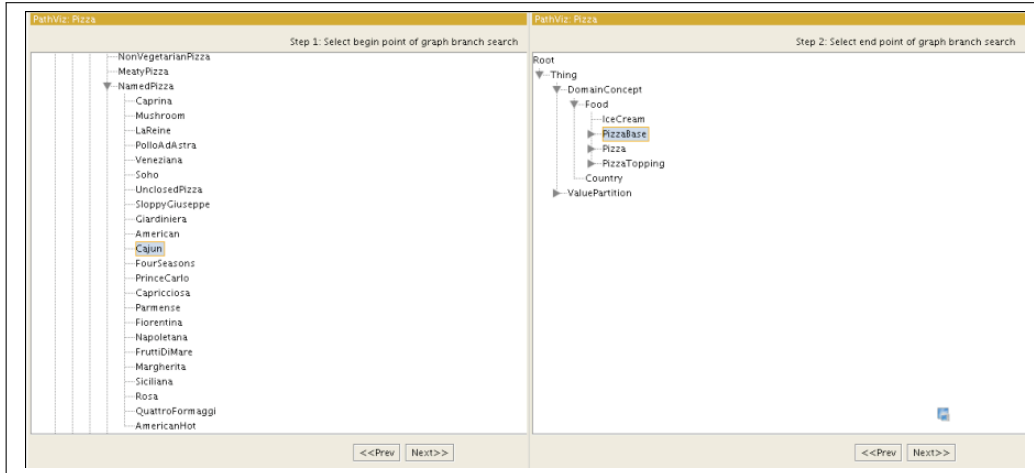 PathViz: Pizza
Step 1: Select begin point of graph branch search
NonVegetarianPizza
MeatyPizza
NamedPizza
Caprina
Mushroom
LaReine
PolloAdAstra
Veneziana
Soho
UnclosedPizza
SloppyGiuseppe
Giardiniera
American
Cajun
FourSeasons
PrinceCarlo
Capricciosa
Parmense
Fiorentina
Napoletana
FruttiDiMare
Margherita
Siciliana
Rosa
QuattroFormaggi
AmericanHot
<<Prev Next>>
PathViz: Pizza
Step 2: Select end point of graph branch search
Root
Thing
DomainConcept
Food
IceCream
PizzaBase
Pizza
PizzaTopping
Country
ValuePartition
<<Prev Next>>